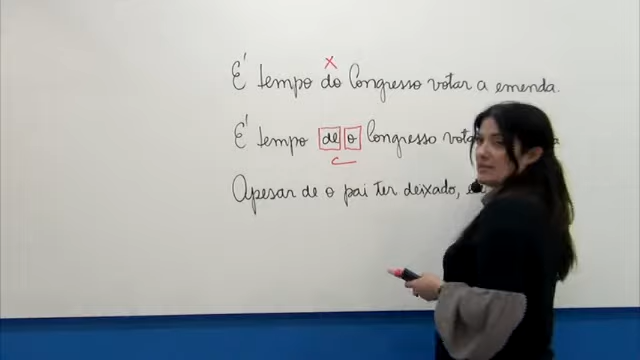 É tempo do Congresso votar a emenda.
É tempo de o Congresso
Apesar de o pai ter deixado,